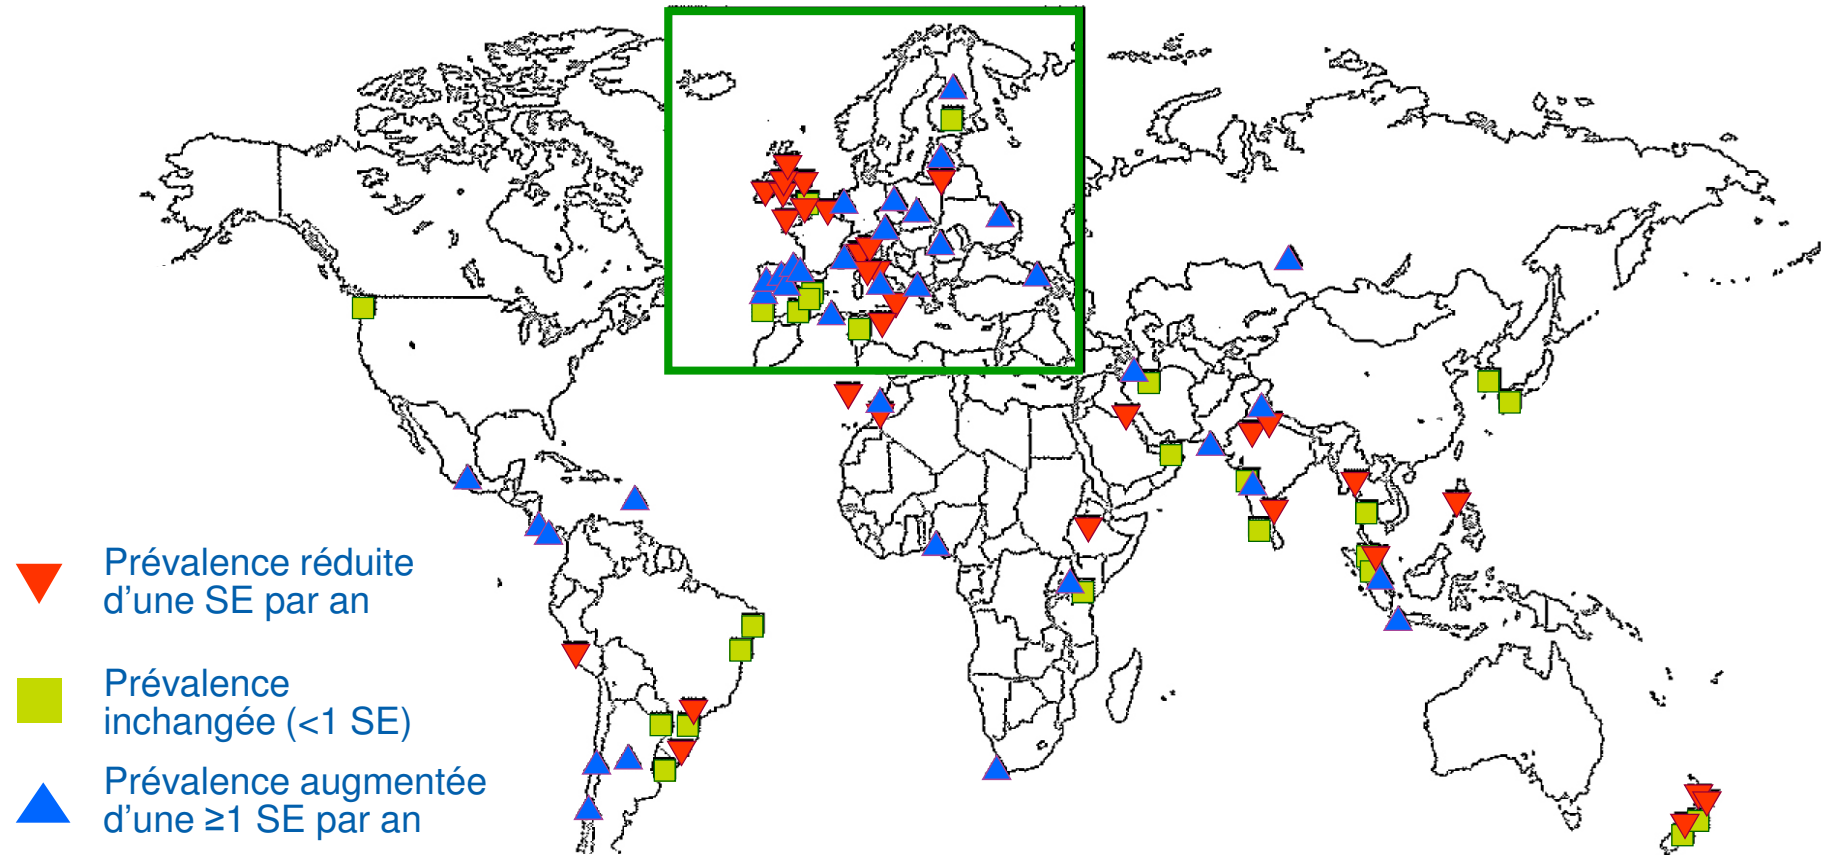 Prévalence réduite
d'une SE par an
Prévalence
inchangée (<1 SE)
Prévalence augmentée
d'une ≥1 SE par an